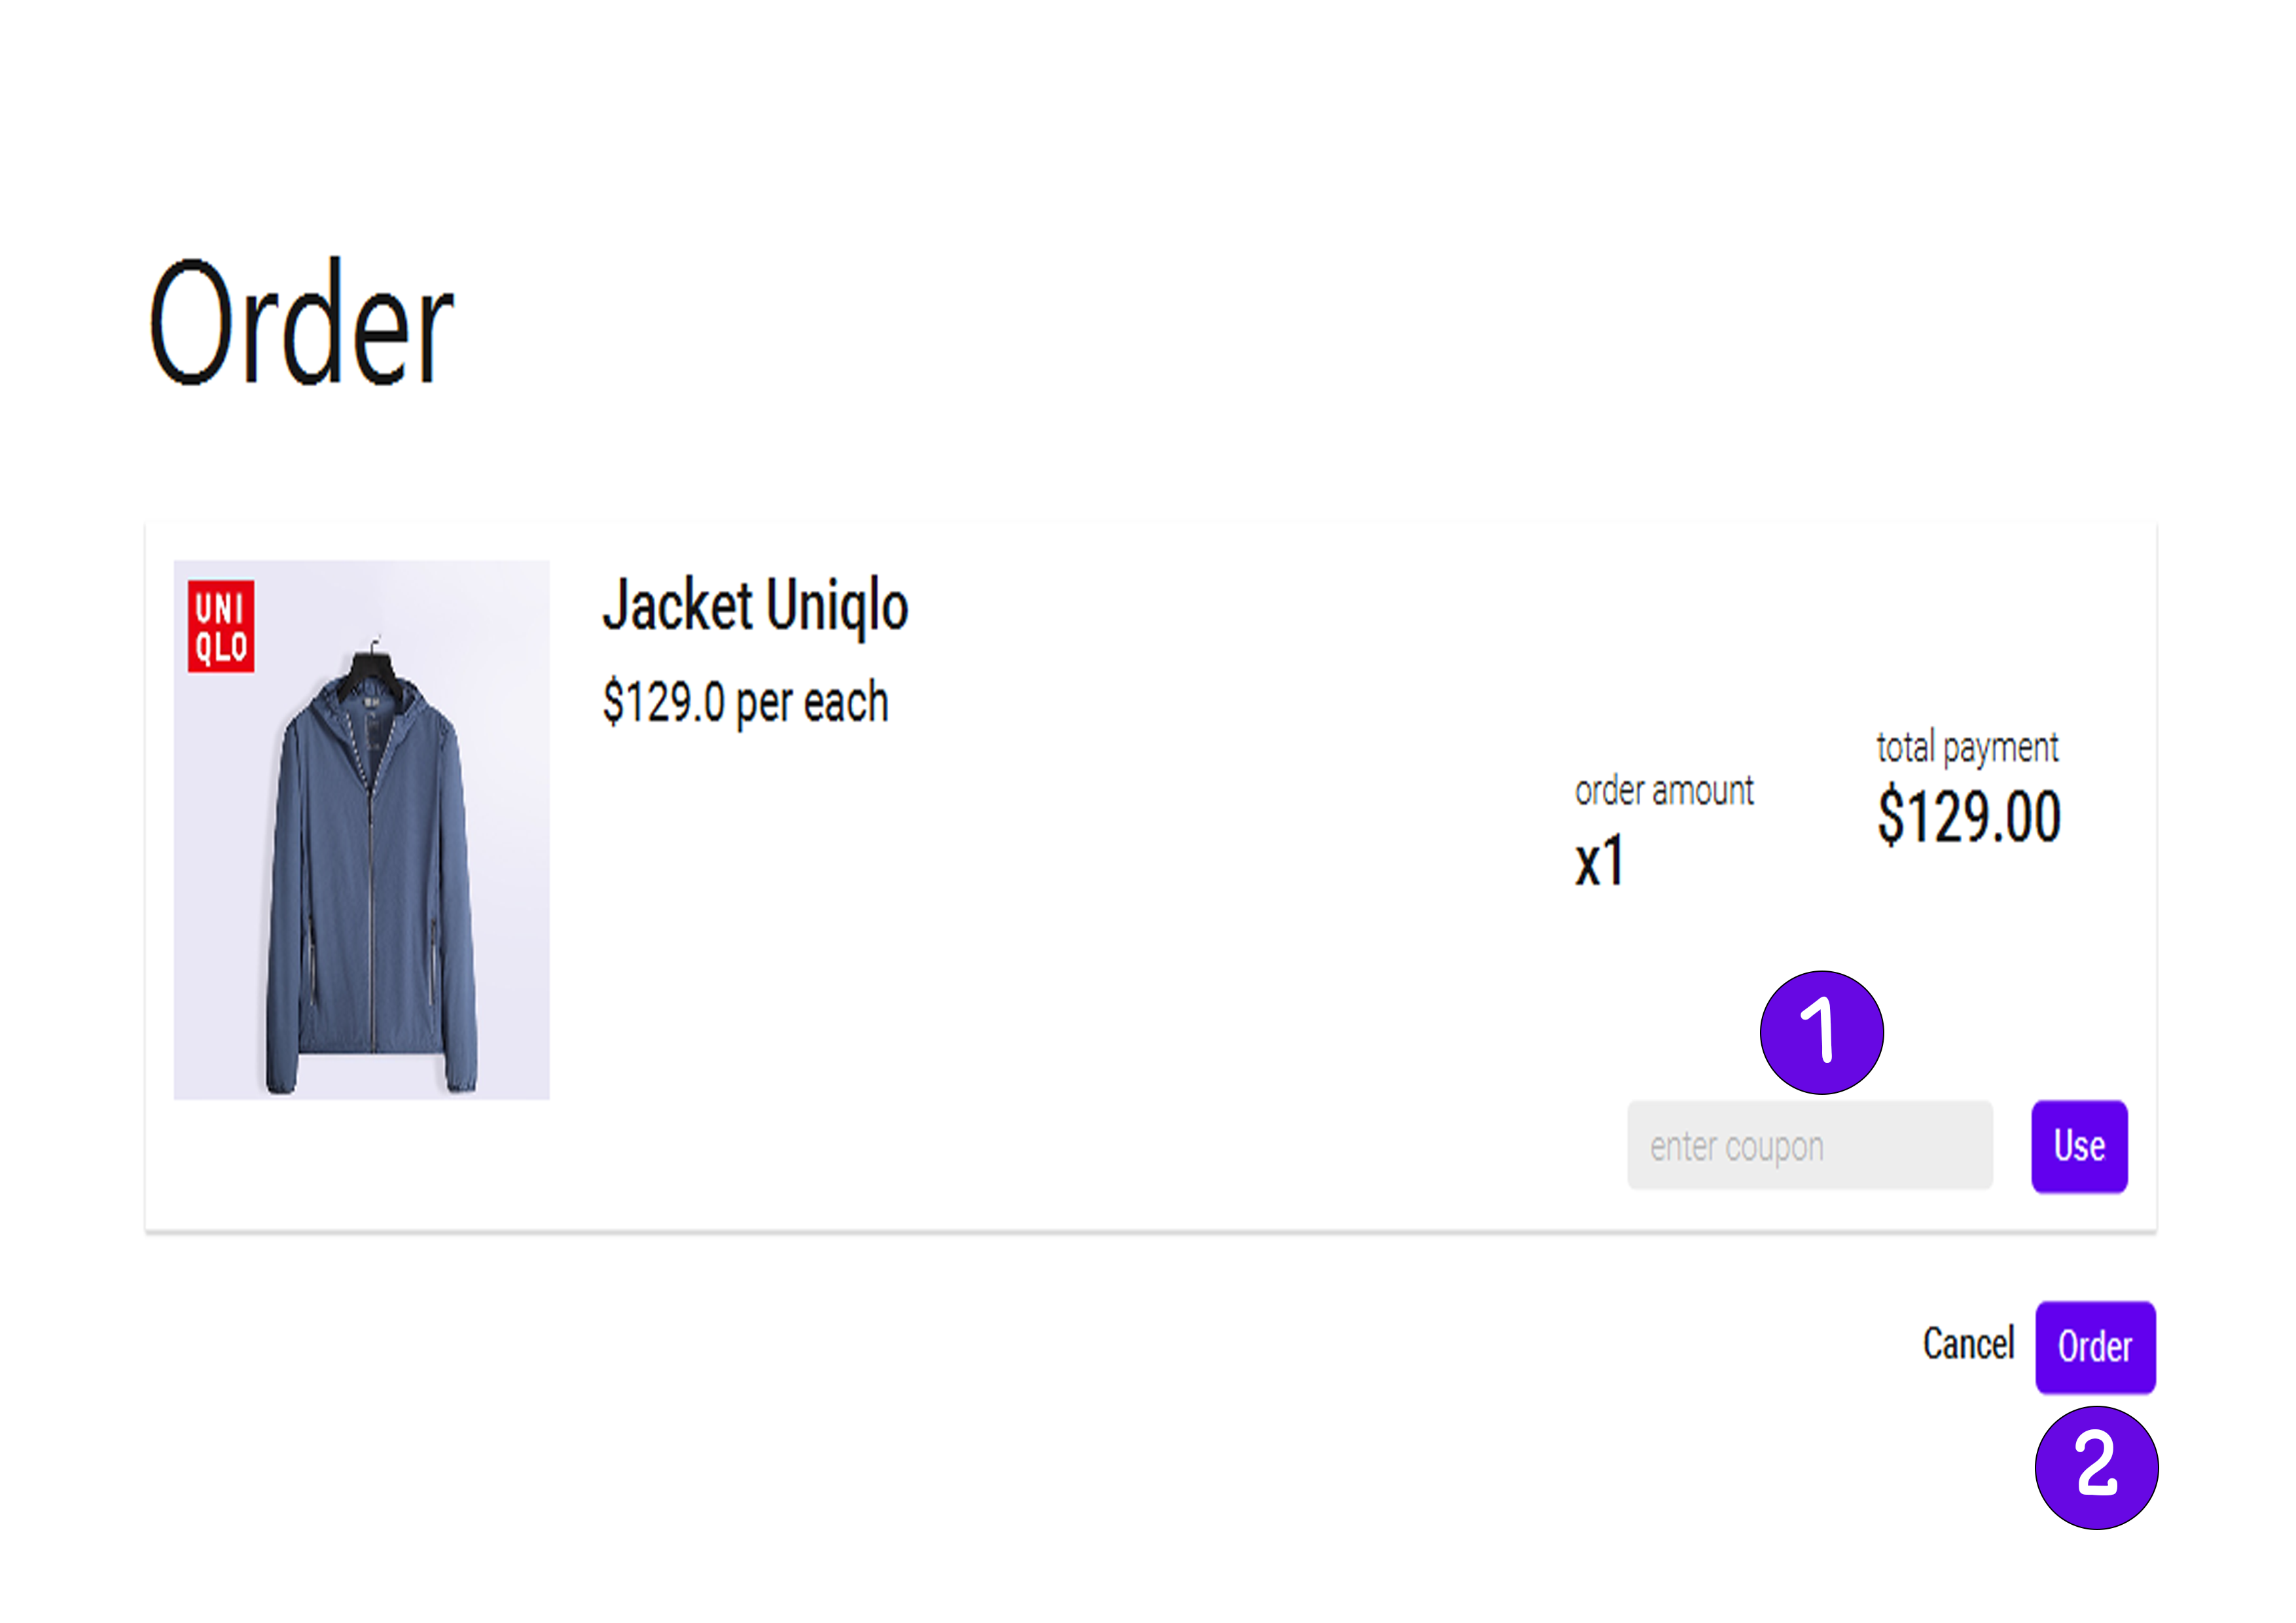 Order
UNI
QLO
Jacket Uniqlo
$129.0 per each
order amount
x1
total payment
$129.00
1
enter coupon
Use
Cancel
Order
2